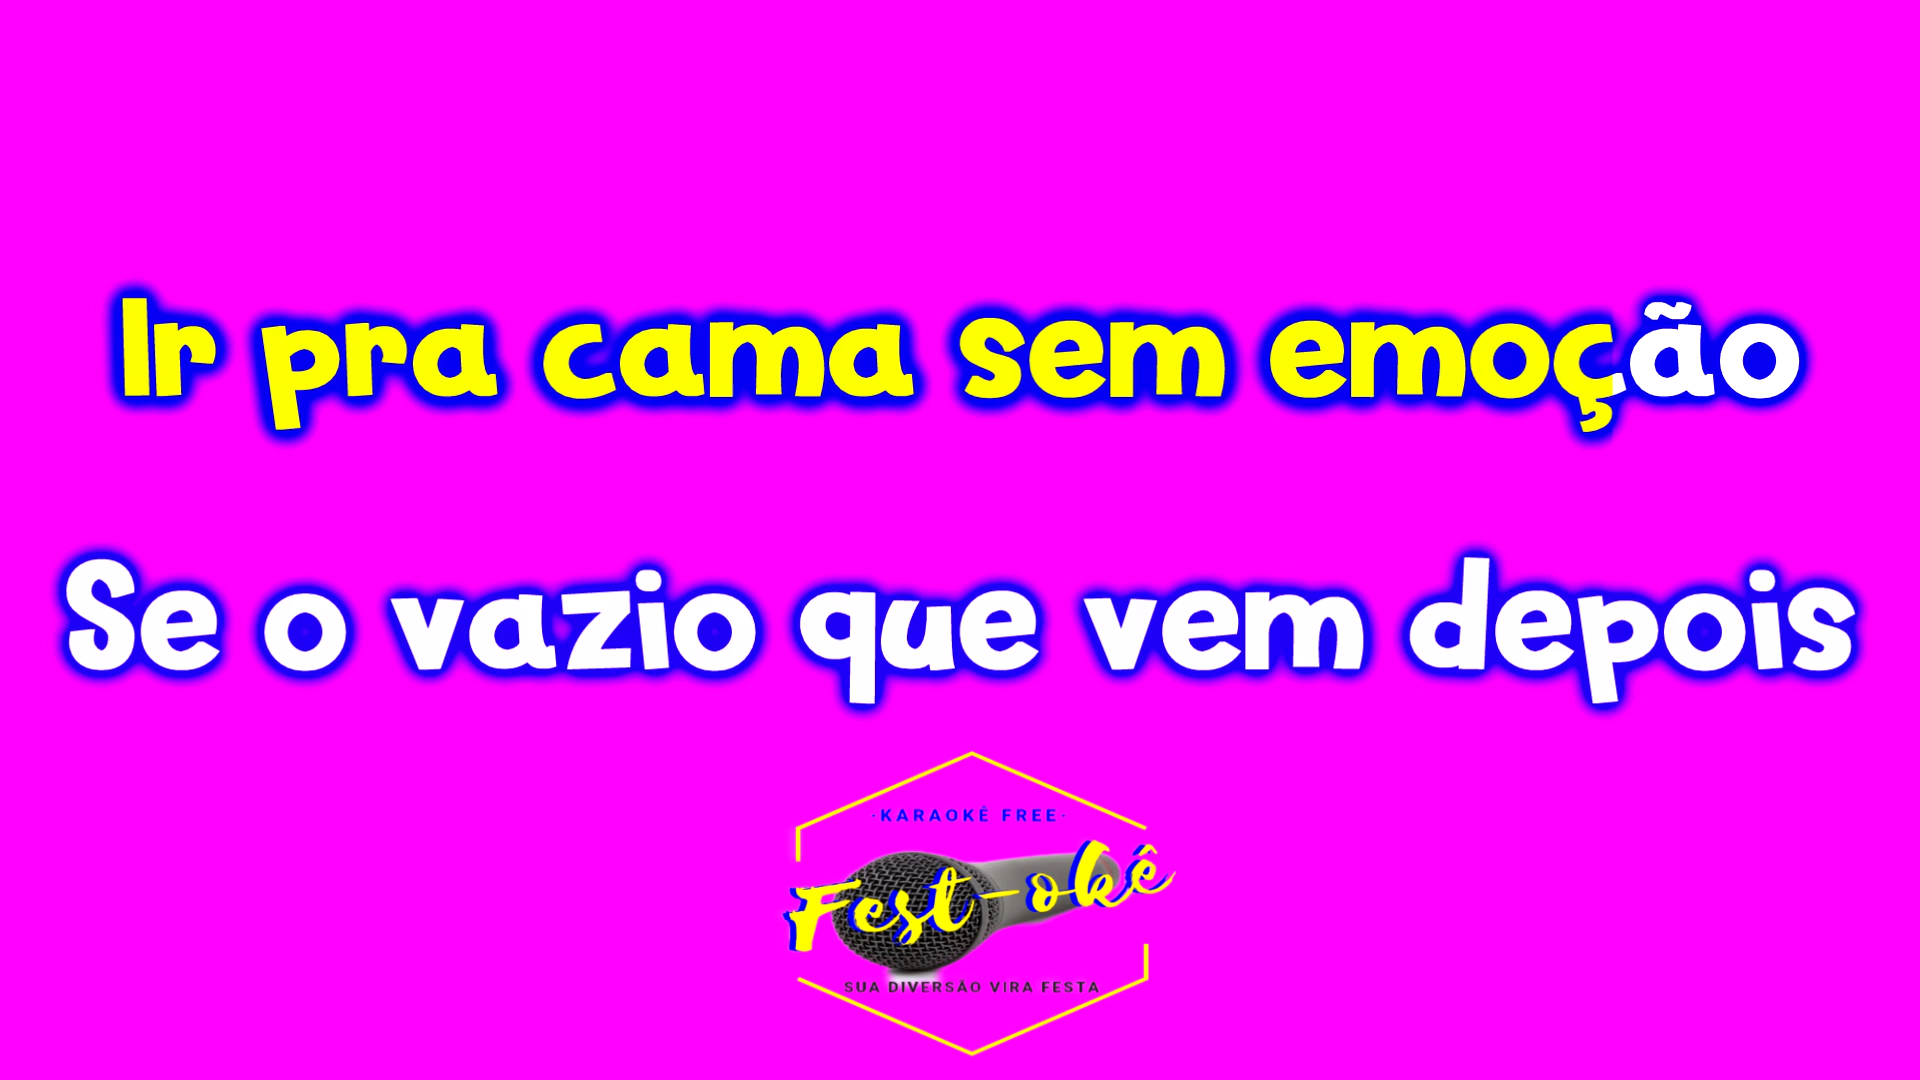 Ir pra cama sem emoção
Se o vazio que vem depois
·KARAOKÊ FREE·
Fest-okê
SUA DIVERSÃO VIRA FESTA